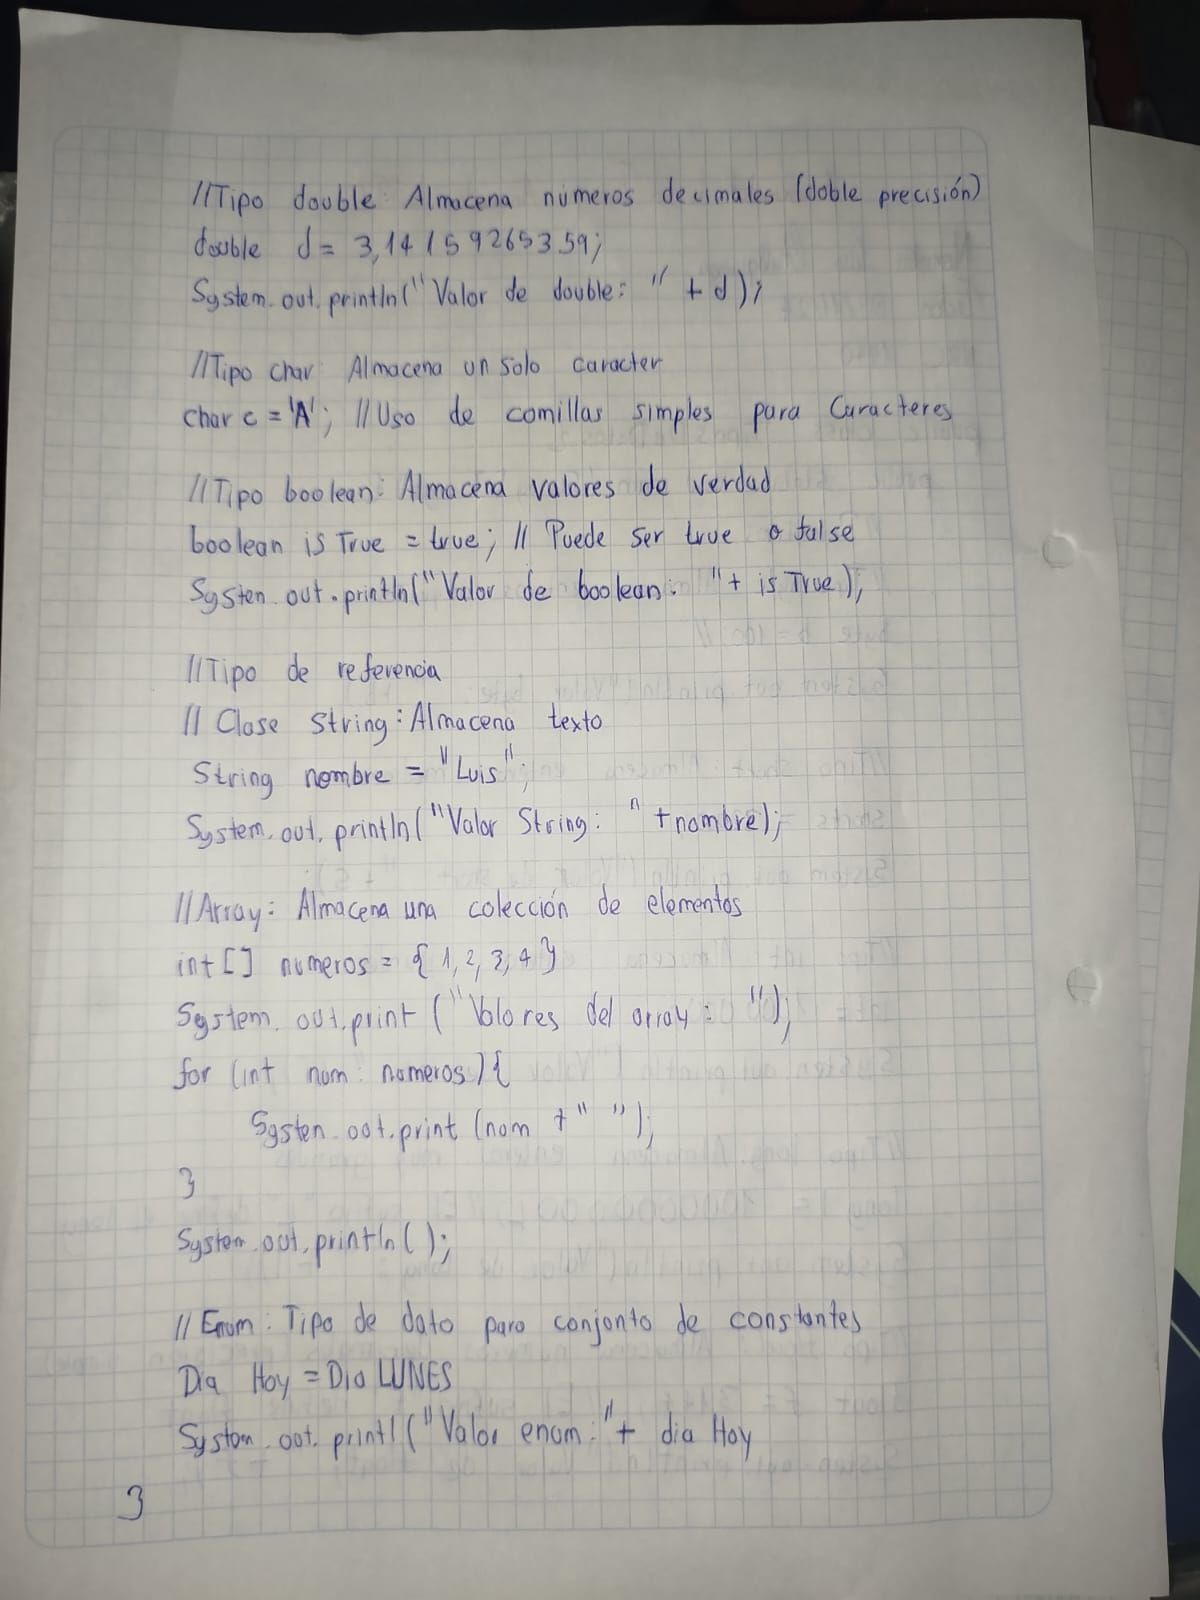 //Tipo double: Almacena números decimales (doble precisión)
double d = 3,14159265359;
System.out.println("Valor de double: " + d);
//Tipo char: Almacena un solo caracter
char c = 'A'; //Uso de comillas simples para Caracteres
//Tipo boolean: Almacena valores de verdad
boolean is True = true; // Puede ser true o false
Systen.out.println("Valor de boolean: "+ is True);
//Tipo de referencia
// Clase String: Almacena texto
String nombre = "Luis";
System.out.println("Valor String: " +nombre);
//Array: Almacena una colección de elementos
int [] numeros = { 1, 2, 3, 4 }
System.out.print ("Valores del array: ");
for (int num: numeros) {
Systen.out.print (num + " ");
}
System.out.println( );
// Enum: Tipo de dato para conjunto de constantes
Dia Hoy = Dia LUNES
System.out.printl("Valor enum: "+ dia Hoy
}